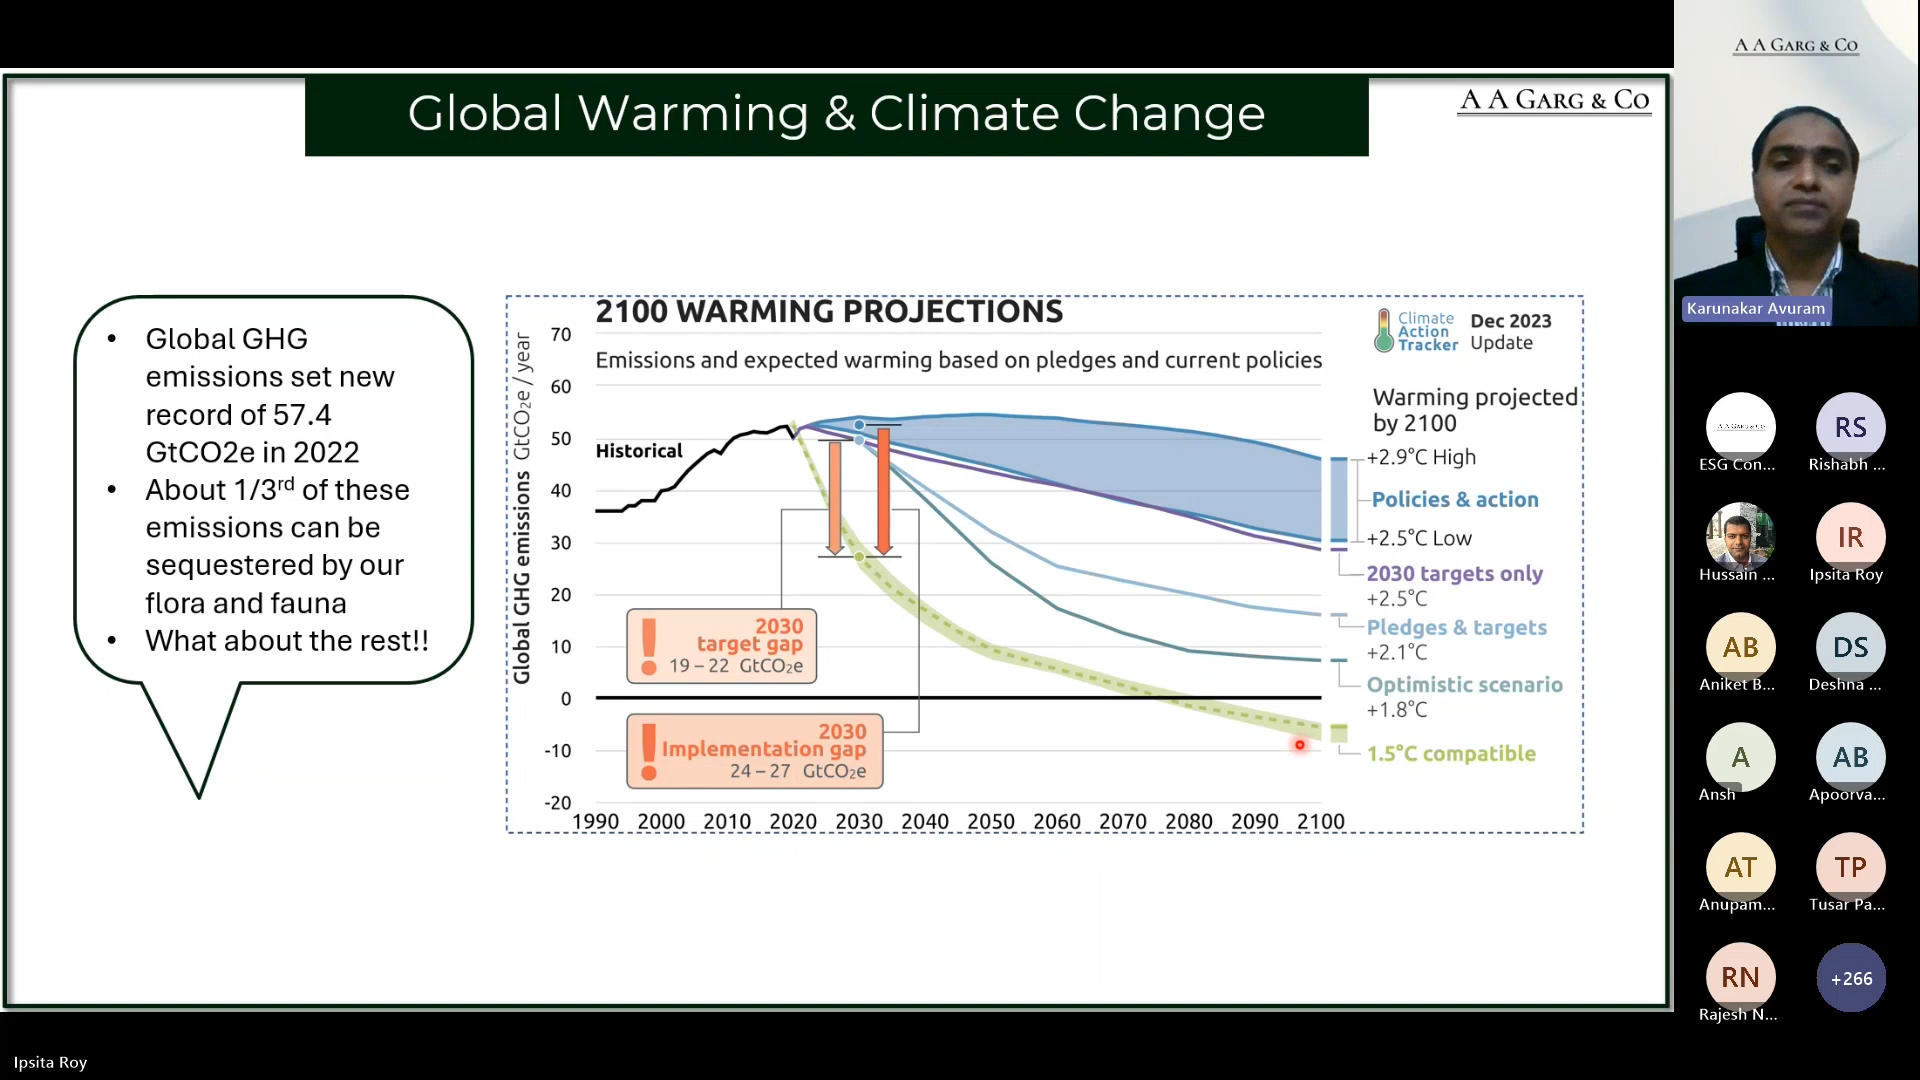 Global Warming & Climate Change
A A GARG & CO
• Global GHG
emissions set new
record of 57.4
GtCO2e in 2022
• About 1/3rd of these
emissions can be
sequestered by our
flora and fauna
• What about the rest!!
2100 WARMING PROJECTIONS
Emissions and expected warming based on pledges and current policies
Climate
Action
Tracker
Dec 2023
Update
Global GHG emissions GtCO₂e / year
70
60
50
40
30
20
10
0
-10
-20
1990 2000 2010 2020 2030 2040 2050 2060 2070 2080 2090 2100
Historical
2030
target gap
19 – 22 GtCO₂e
2030
Implementation gap
24 – 27 GtCO₂e
Warming projected
by 2100
+2.9°C High
Policies & action
+2.5°C Low
2030 targets only
+2.5°C
Pledges & targets
+2.1°C
Optimistic scenario
+1.8°C
1.5°C compatible
A A GARG & CO
Karunakar Avuram
A A GARG & CO
ESG Con...
RS
Rishabh ...
Hussain ...
IR
Ipsita Roy
AB
Aniket B...
DS
Deshna ...
A
Ansh
AB
Apoorva...
AT
Anupam...
TP
Tusar Pa...
RN
Rajesh N...
+266
Ipsita Roy